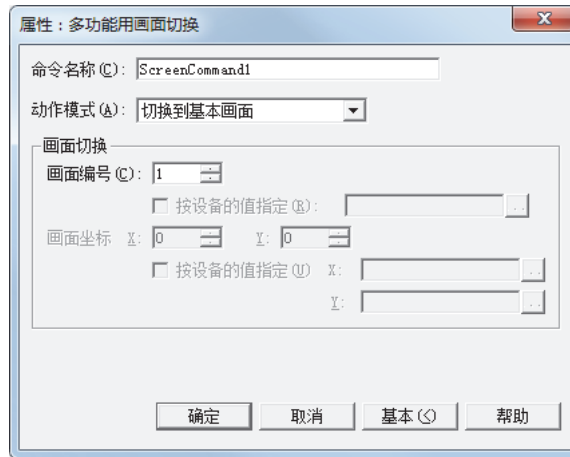 属性：多功能用画面切换
命令名称(C): ScreenCommand1
动作模式(A): 切换到基本画面
画面切换
画面编号(C): 1
按设备的值指定(R):
画面坐标 X: 0 Y: 0
按设备的值指定(U) X:
Y:
确定 取消 基本(<) 帮助